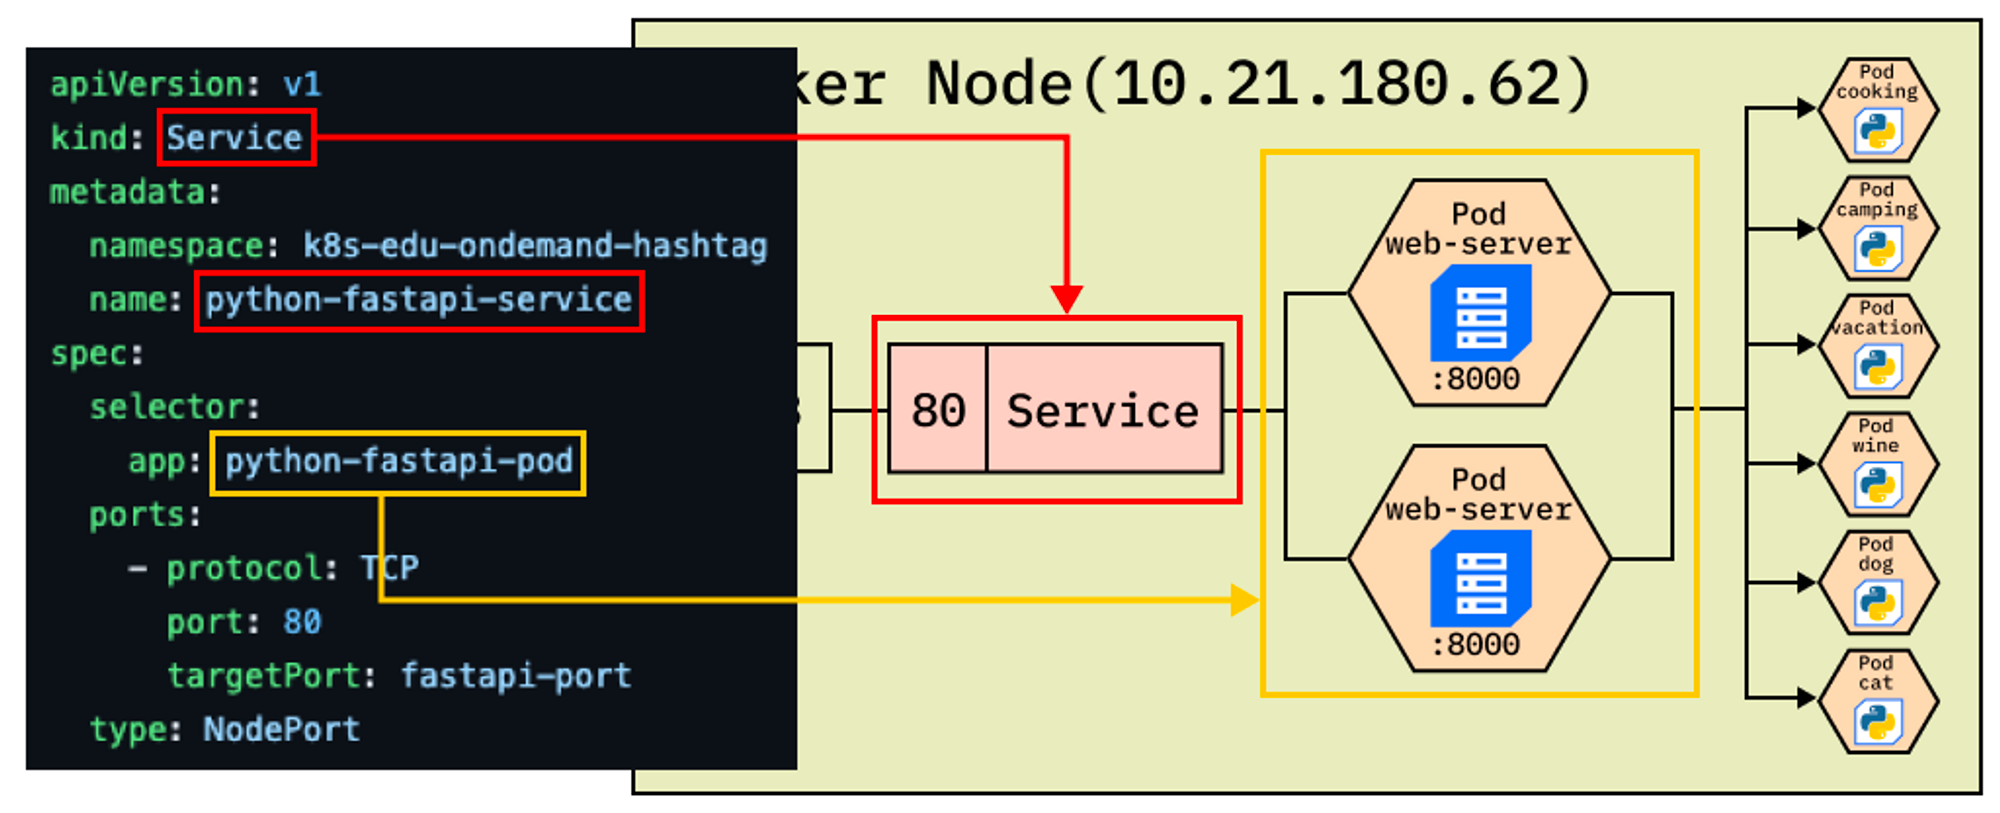 apiVersion: v1
kind: Service
metadata:
namespace: k8s-edu-ondemand-hashtag
name: python-fastapi-service
spec:
selector:
app: python-fastapi-pod
ports:
- protocol: TCP
port: 80
targetPort: fastapi-port
type: NodePort
ker Node(10.21.180.62)
80 Service
Pod
web-server
:8000
Pod
web-server
:8000
Pod
cooking
Pod
camping
Pod
vacation
Pod
wine
Pod
dog
Pod
cat